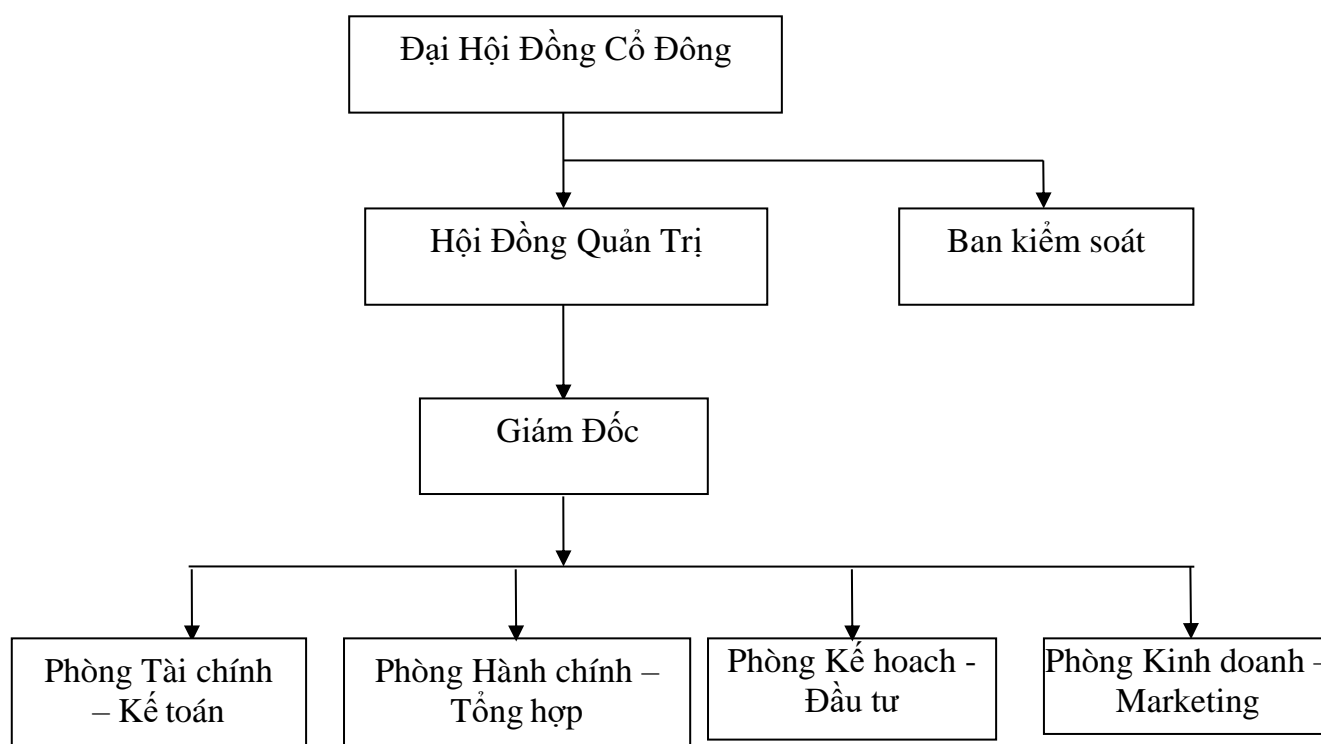 Đại Hội Đồng Cổ Đông
Hội Đồng Quản Trị
Ban kiểm soát
Giám Đốc
Phòng Tài chính
– Kế toán
Phòng Hành chính –
Tổng hợp
Phòng Kế hoach -
Đầu tư
Phòng Kinh doanh –
Marketing